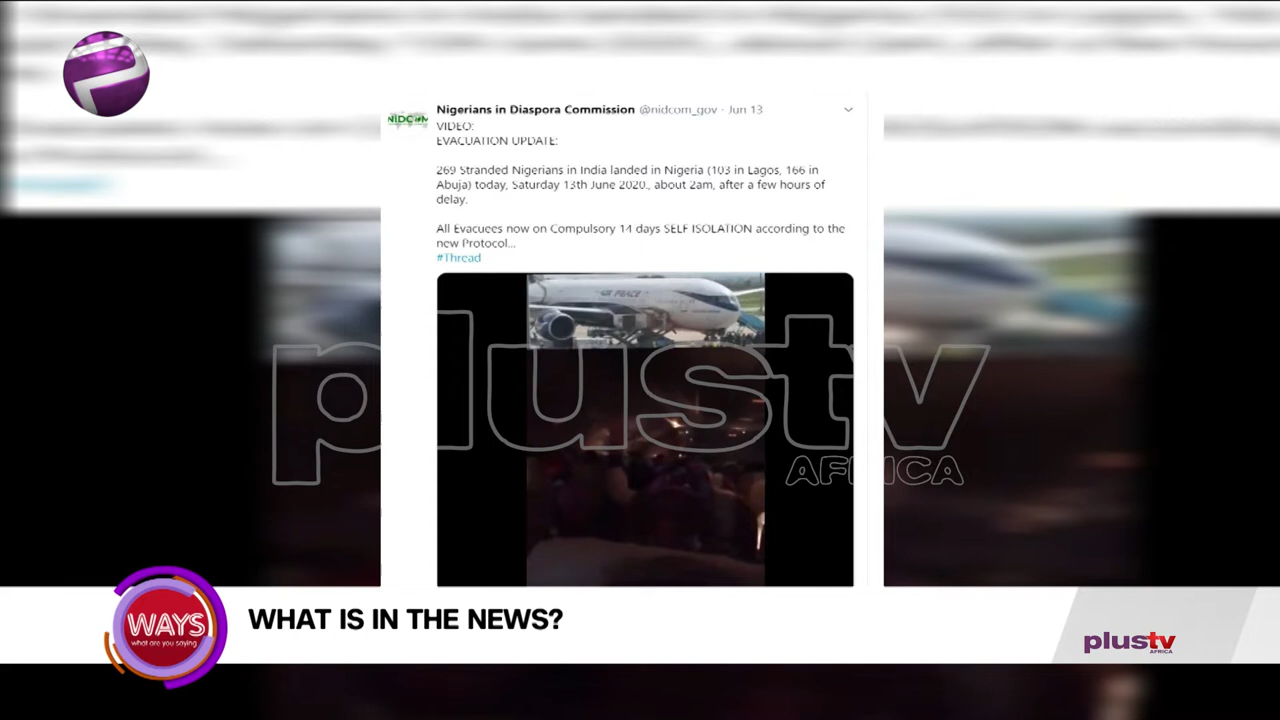 Nigerians in Diaspora Commission @nidcom_gov · Jun 13
NIDCOM
VIDEO:
EVACUATION UPDATE:
269 Stranded Nigerians in India landed in Nigeria (103 in Lagos, 166 in
Abuja) today, Saturday 13th June 2020., about 2am, after a few hours of
delay.
All Evacuees now on Compulsory 14 days SELF ISOLATION according to the
new Protocol...
#Thread
AIR PEACE
plustv
AFRICA
WAYS
what are you saying
WHAT IS IN THE NEWS?
plustv
AFRICA